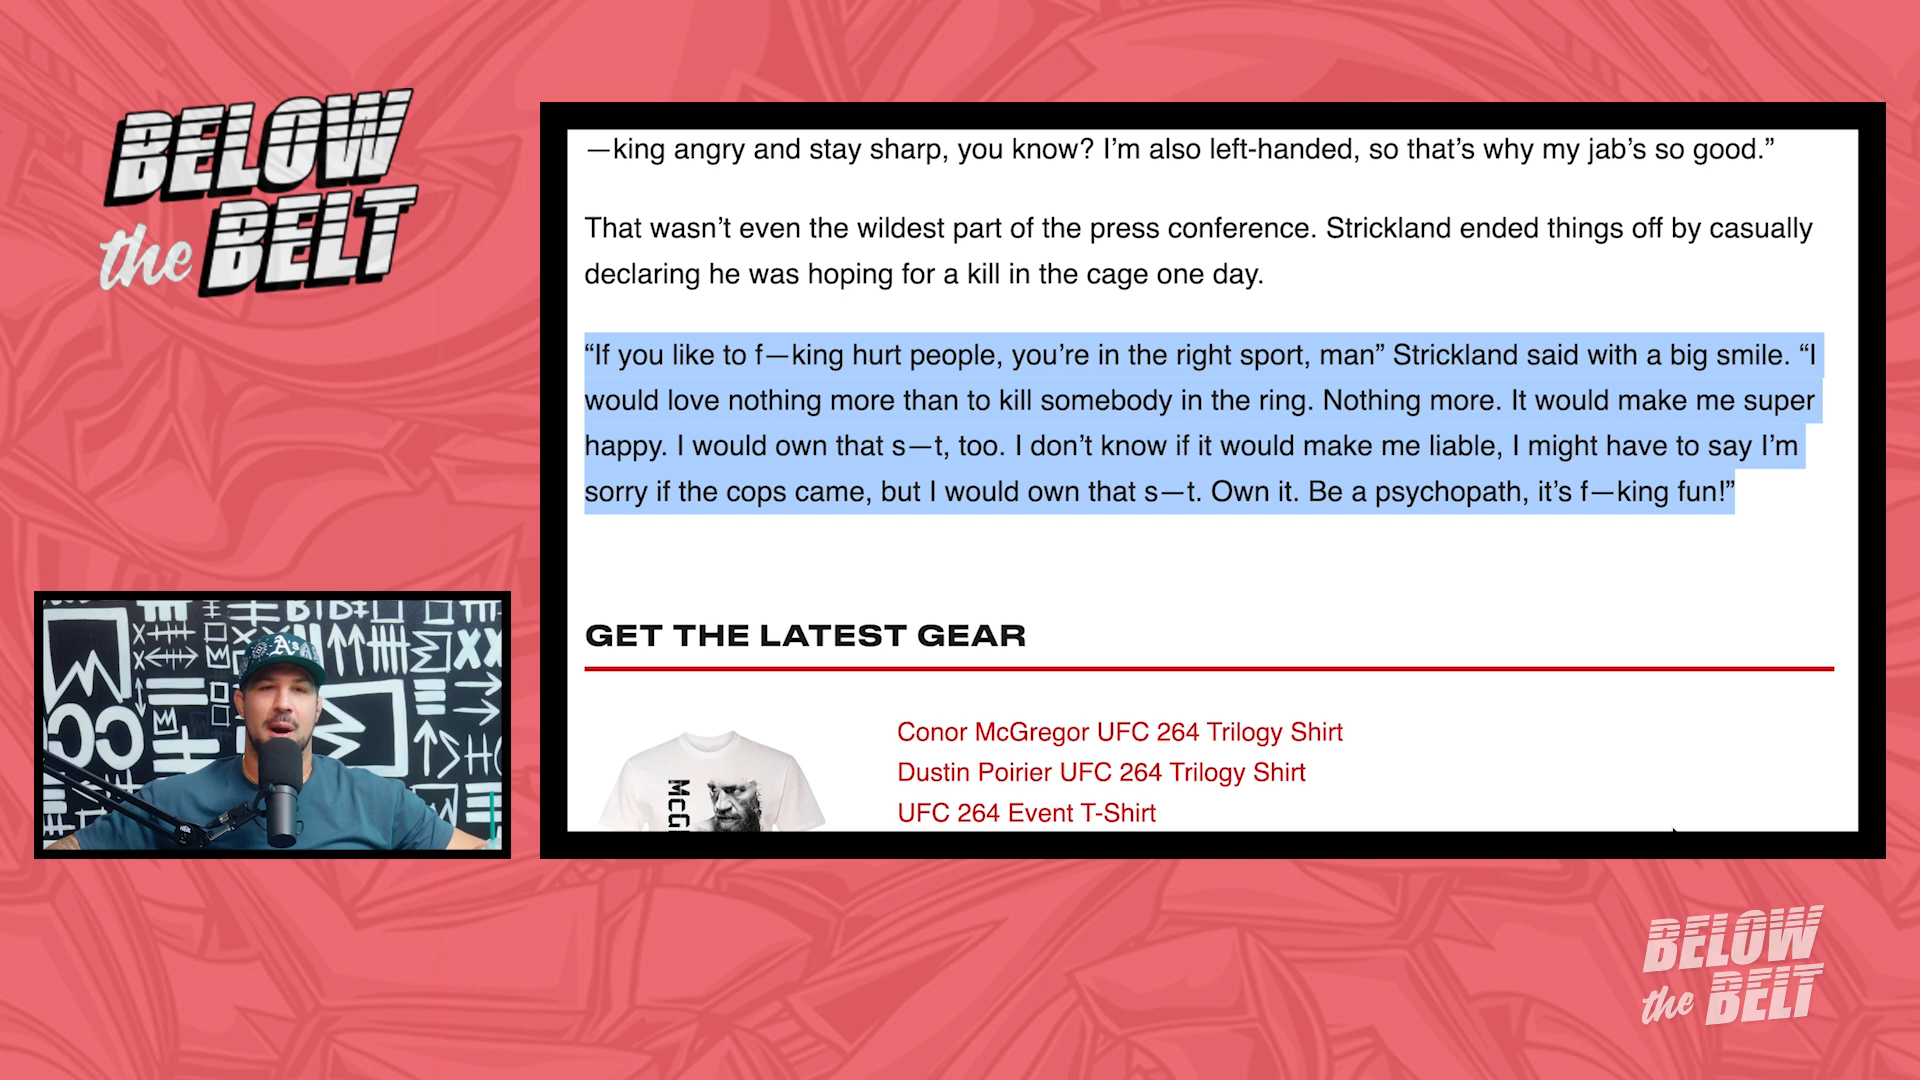 BELOW
the BELT
—king angry and stay sharp, you know? I’m also left-handed, so that’s why my jab’s so good.”
That wasn’t even the wildest part of the press conference. Strickland ended things off by casually
declaring he was hoping for a kill in the cage one day.
“If you like to f—king hurt people, you’re in the right sport, man” Strickland said with a big smile. “I
would love nothing more than to kill somebody in the ring. Nothing more. It would make me super
happy. I would own that s—t, too. I don’t know if it would make me liable, I might have to say I’m
sorry if the cops came, but I would own that s—t. Own it. Be a psychopath, it’s f—king fun!”
GET THE LATEST GEAR
Conor McGregor UFC 264 Trilogy Shirt
Dustin Poirier UFC 264 Trilogy Shirt
UFC 264 Event T-Shirt
McG
A's
BELOW
the BELT